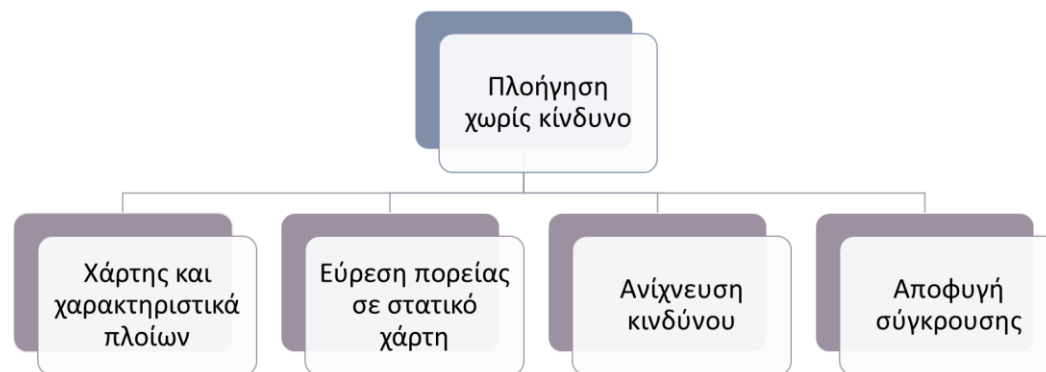 Πλοήγηση
χωρίς κίνδυνο
Χάρτης και
χαρακτηριστικά
πλοίων
Εύρεση πορείας
σε στατικό
χάρτη
Ανίχνευση
κινδύνου
Αποφυγή
σύγκρουσης